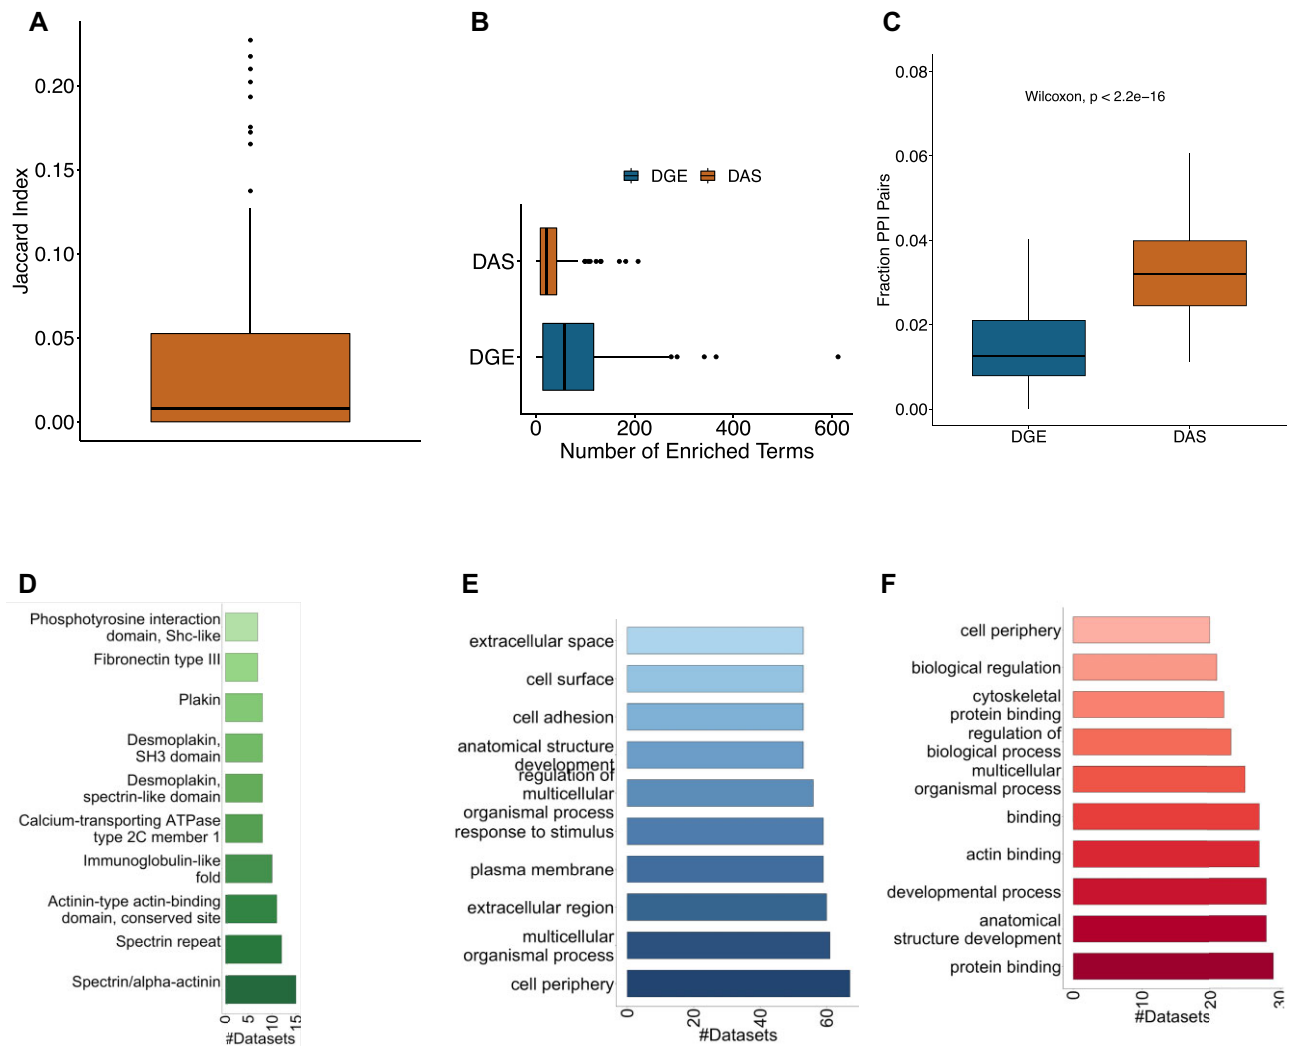 A
Jaccard Index
0.20
0.15
0.10
0.05
0.00
B
DGE DAS
DAS
DGE
0 200 400 600
Number of Enriched Terms
C
Fraction PPI Pairs
0.08
0.06
0.04
0.02
0.00
Wilcoxon, p < 2.2e−16
DGE DAS
D
Phosphotyrosine interaction
domain, Shc-like
Fibronectin type III
Plakin
Desmoplakin,
SH3 domain
Desmoplakin,
spectrin-like domain
Calcium-transporting ATPase
type 2C member 1
Immunoglobulin-like
fold
Actinin-type actin-binding
domain, conserved site
Spectrin repeat
Spectrin/alpha-actinin
0 5 10 15
#Datasets
E
extracellular space
cell surface
cell adhesion
anatomical structure
development
regulation of
multicellular
organismal process
response to stimulus
plasma membrane
extracellular region
multicellular
organismal process
cell periphery
0 20 40 60
#Datasets
F
cell periphery
biological regulation
cytoskeletal
protein binding
regulation of
biological process
multicellular
organismal process
binding
actin binding
developmental process
anatomical
structure development
protein binding
0 10 20 30
#Datasets